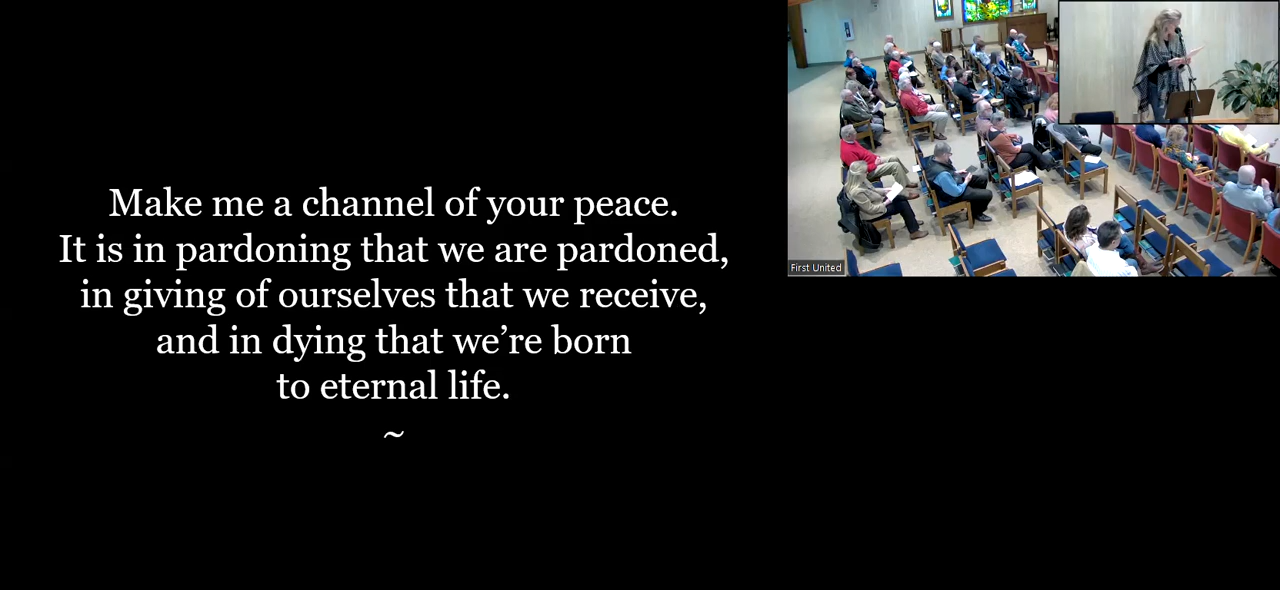 Make me a channel of your peace.
It is in pardoning that we are pardoned,
in giving of ourselves that we receive,
and in dying that we’re born
to eternal life.
~
First United